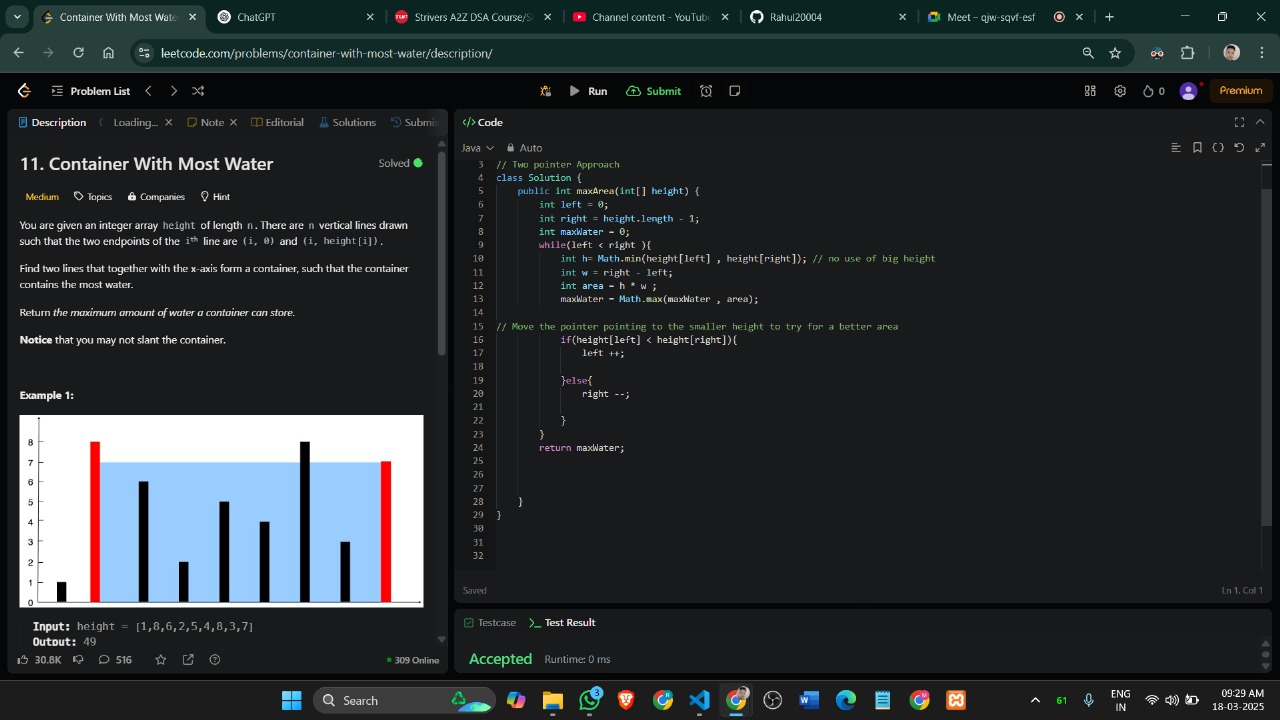 Container With Most Wate
ChatGPT
Strivers A2Z DSA Course/S
Channel content - YouTub
Rahul20004
Meet – qjw-sqvf-esf
leetcode.com/problems/container-with-most-water/description/
Problem List
Run
Submit
0
Premium
Description
Loading...
Note
Editorial
Solutions
Submis
</> Code
Java
Auto
11. Container With Most Water
Solved
Medium
Topics
Companies
Hint
You are given an integer array height of length n. There are n vertical lines drawn
such that the two endpoints of the ith line are (i, 0) and (i, height[i]).
Find two lines that together with the x-axis form a container, such that the container
contains the most water.
Return the maximum amount of water a container can store.
Notice that you may not slant the container.
Example 1:
8
7
6
5
4
3
2
1
0
Input: height = [1,8,6,2,5,4,8,3,7]
Output: 49
30.8K
516
309 Online
3 // Two pointer Approach
4 class Solution {
5 public int maxArea(int[] height) {
6 int left = 0;
7 int right = height.length - 1;
8 int maxWater = 0;
9 while(left < right ){
10 int h= Math.min(height[left] , height[right]); // no use of big height
11 int w = right - left;
12 int area = h * w ;
13 maxWater = Math.max(maxWater , area);
14
15 // Move the pointer pointing to the smaller height to try for a better area
16 if(height[left] < height[right]){
17 left ++;
18
19 }else{
20 right --;
21
22 }
23 }
24 return maxWater;
25
26
27
28 }
29 }
30
31
32
Saved
Ln 1, Col 1
Testcase
>_ Test Result
Accepted
Runtime: 0 ms
Search
3
61
ENG
IN
09:29 AM
18-03-2025